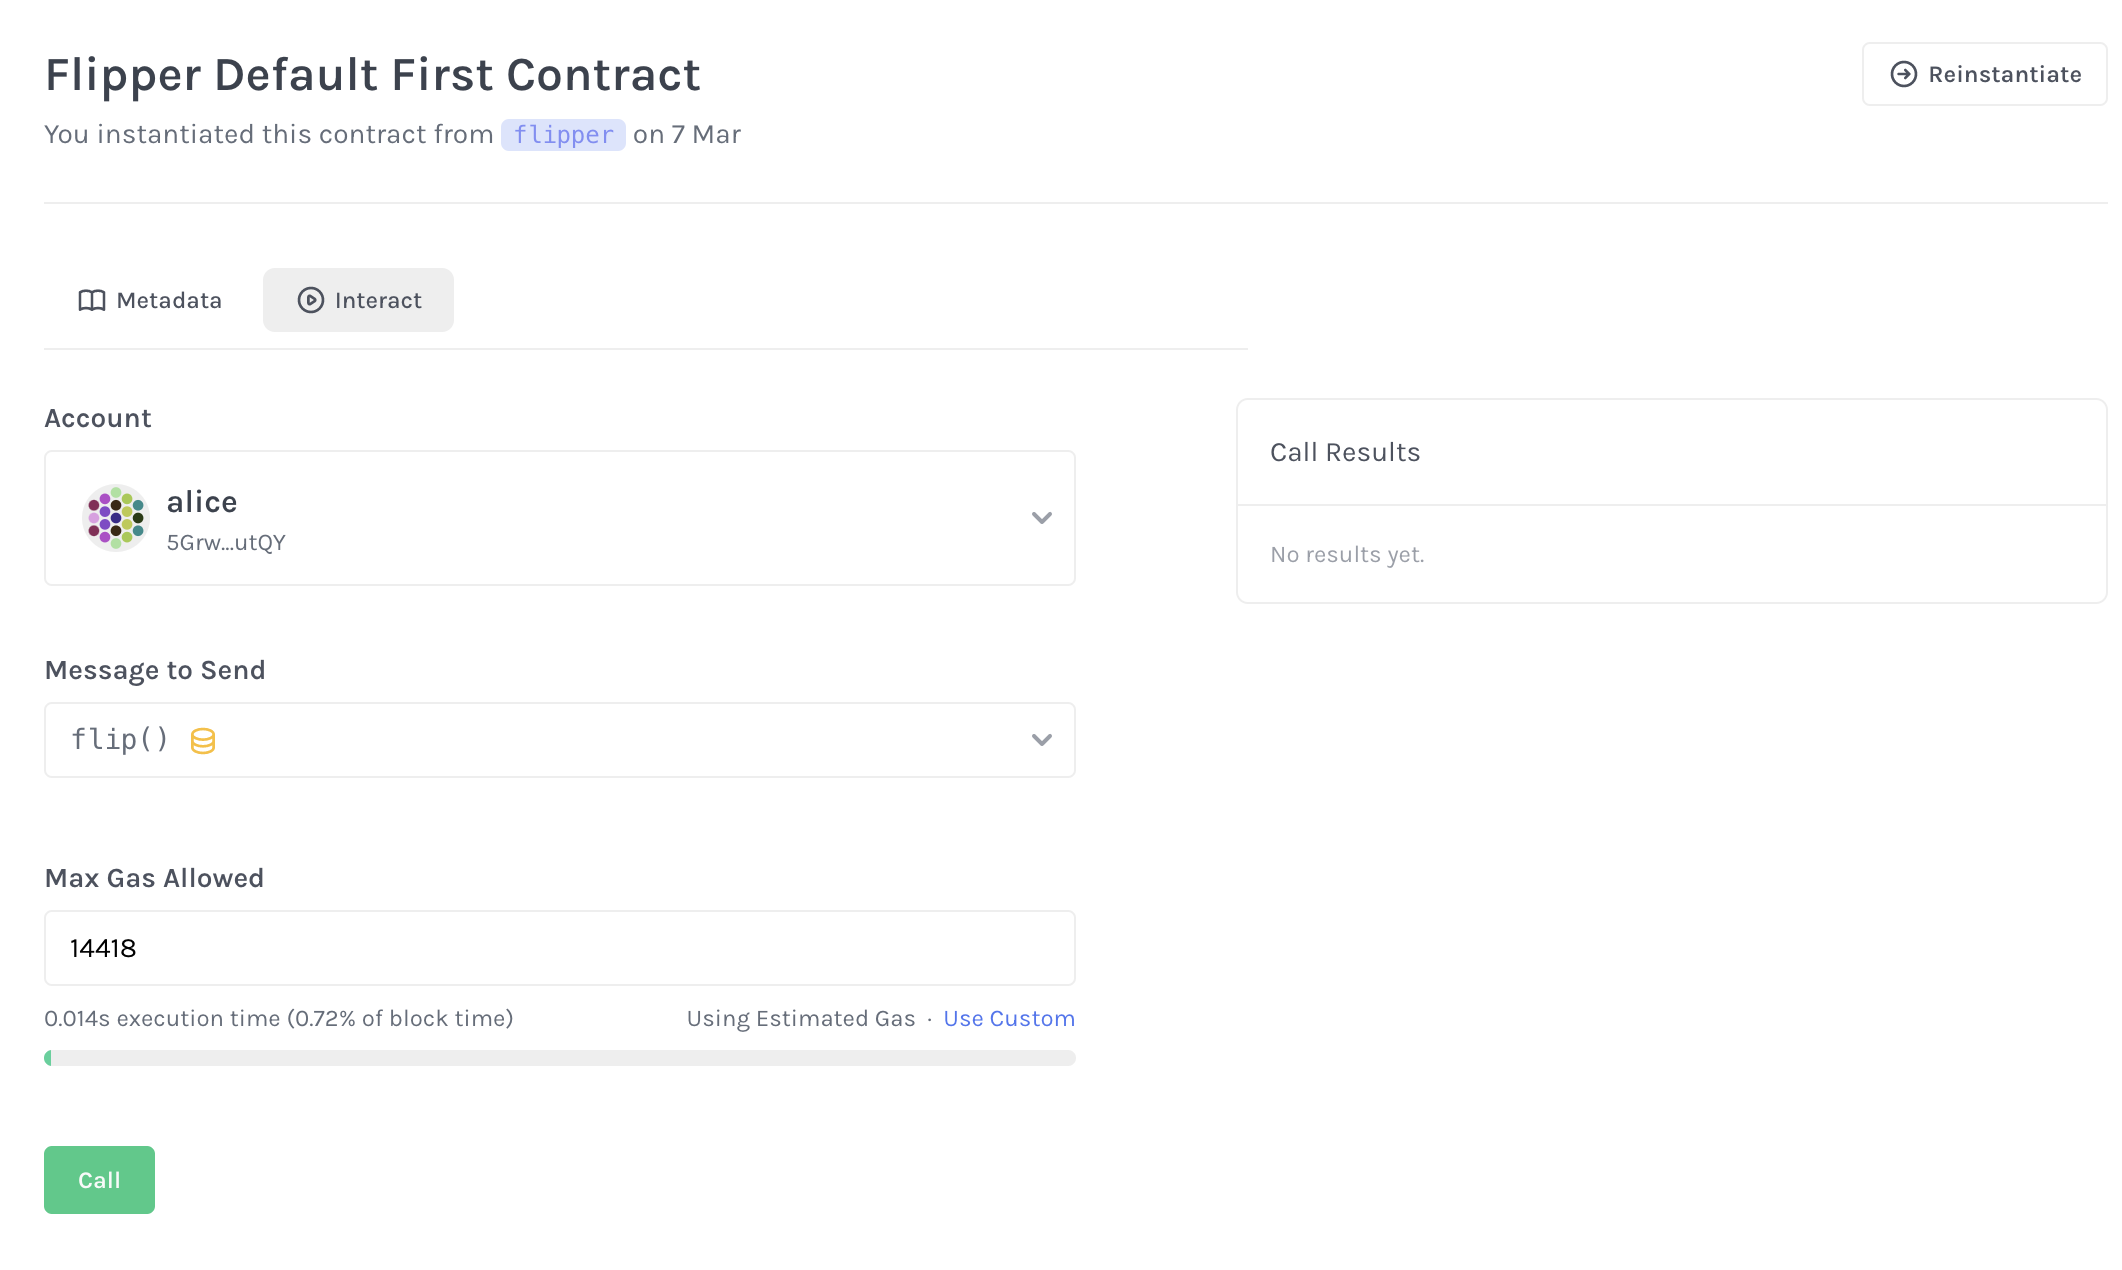 Flipper Default First Contract
Reinstantiate
You instantiated this contract from flipper on 7 Mar
Metadata
Interact
Account
alice
5Grw...utQY
Call Results
No results yet.
Message to Send
flip()
Max Gas Allowed
14418
0.014s execution time (0.72% of block time)
Using Estimated Gas · Use Custom
Call